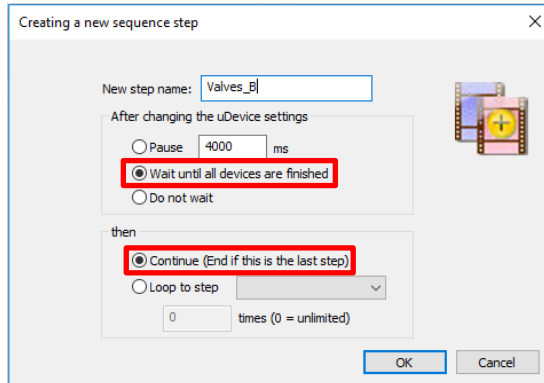 Creating a new sequence step
New step name: Valves_B
After changing the uDevice settings
Pause 4000 ms
Wait until all devices are finished
Do not wait
then
Continue (End if this is the last step)
Loop to step
0 times (0 = unlimited)
OK Cancel